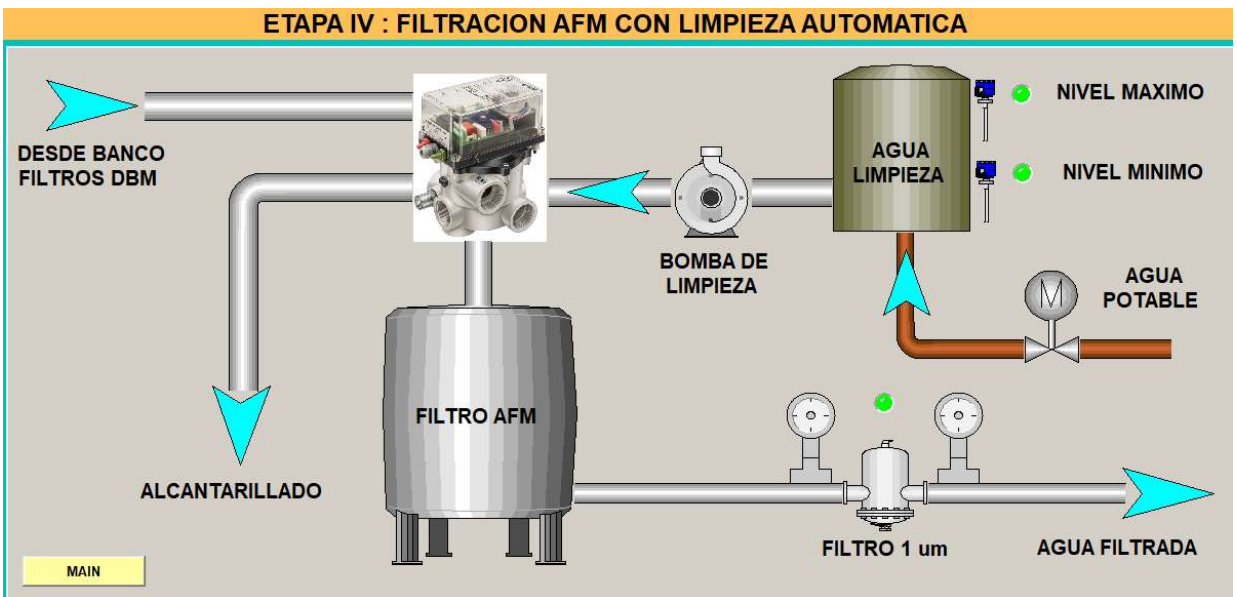 ETAPA IV : FILTRACION AFM CON LIMPIEZA AUTOMATICA
DESDE BANCO
FILTROS DBM
AGUA
LIMPIEZA
NIVEL MAXIMO
NIVEL MINIMO
BOMBA DE
LIMPIEZA
AGUA
POTABLE
M
FILTRO AFM
ALCANTARILLADO
FILTRO 1 um
AGUA FILTRADA
MAIN